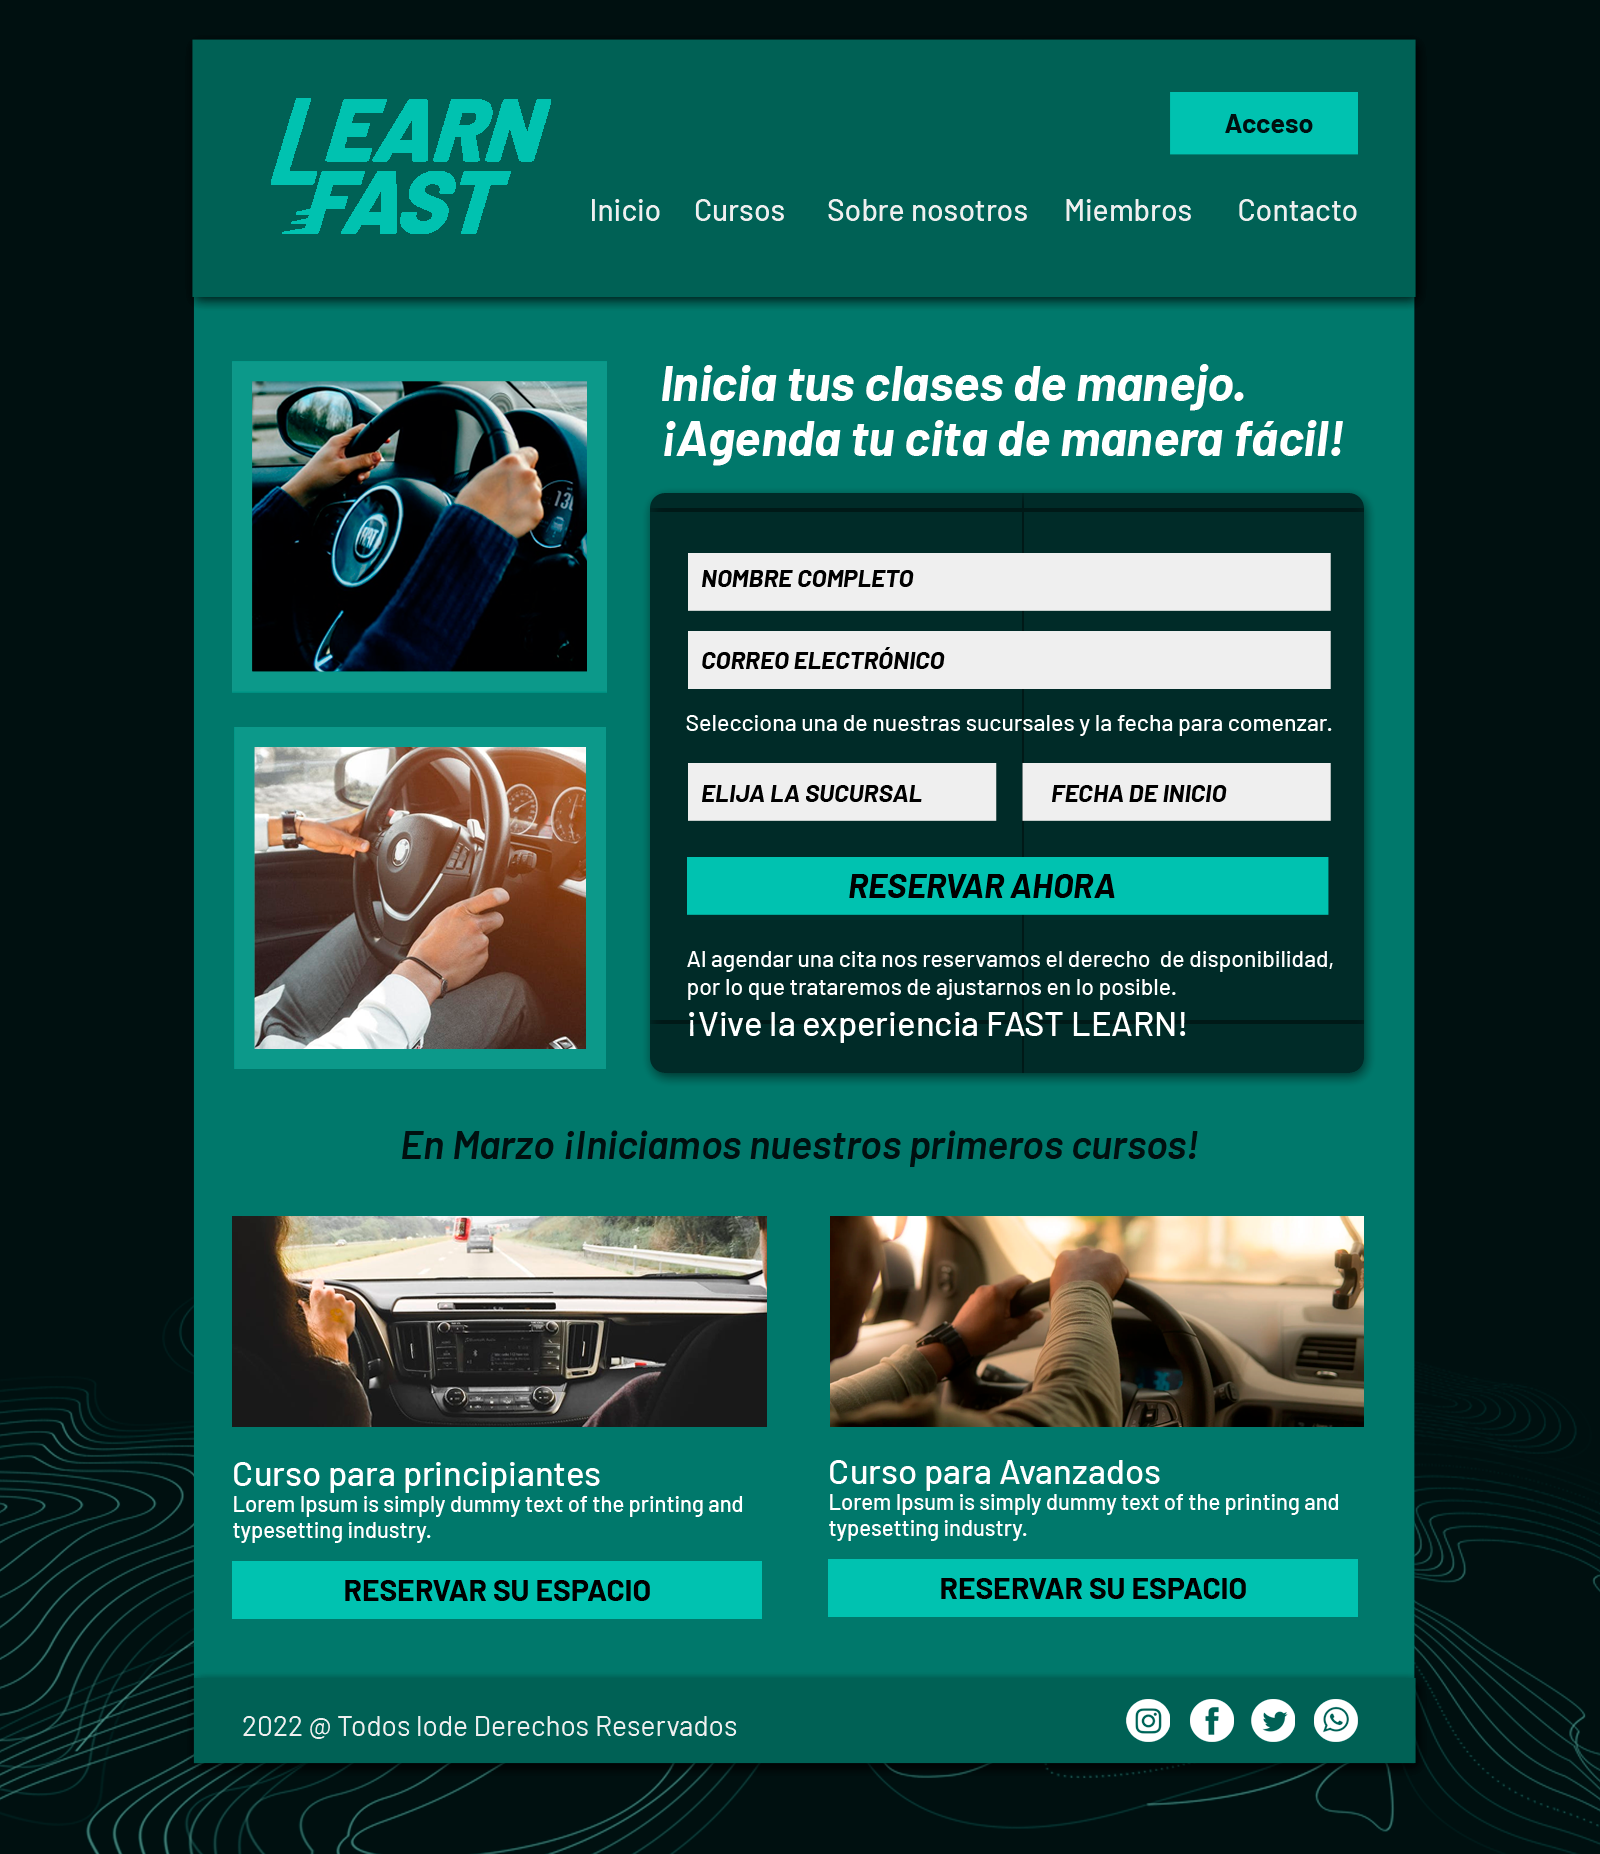 LEARN
FAST
Acceso
Inicio Cursos Sobre nosotros Miembros Contacto
Inicia tus clases de manejo.
¡Agenda tu cita de manera fácil!
FIAT
130
NOMBRE COMPLETO
CORREO ELECTRÓNICO
Selecciona una de nuestras sucursales y la fecha para comenzar.
ELIJA LA SUCURSAL FECHA DE INICIO
RESERVAR AHORA
Al agendar una cita nos reservamos el derecho de disponibilidad,
por lo que trataremos de ajustarnos en lo posible.
¡Vive la experiencia FAST LEARN!
En Marzo ¡Iniciamos nuestros primeros cursos!
Curso para principiantes
Lorem Ipsum is simply dummy text of the printing and
typesetting industry.
RESERVAR SU ESPACIO
Curso para Avanzados
Lorem Ipsum is simply dummy text of the printing and
typesetting industry.
RESERVAR SU ESPACIO
2022 @ Todos lode Derechos Reservados